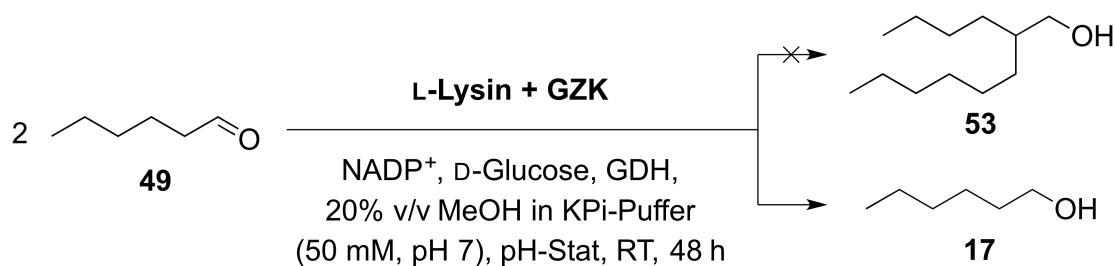 OH
53
2
O
49
L-Lysin + GZK
NADP⁺, D-Glucose, GDH,
20% v/v MeOH in KPi-Puffer
(50 mM, pH 7), pH-Stat, RT, 48 h
OH
17